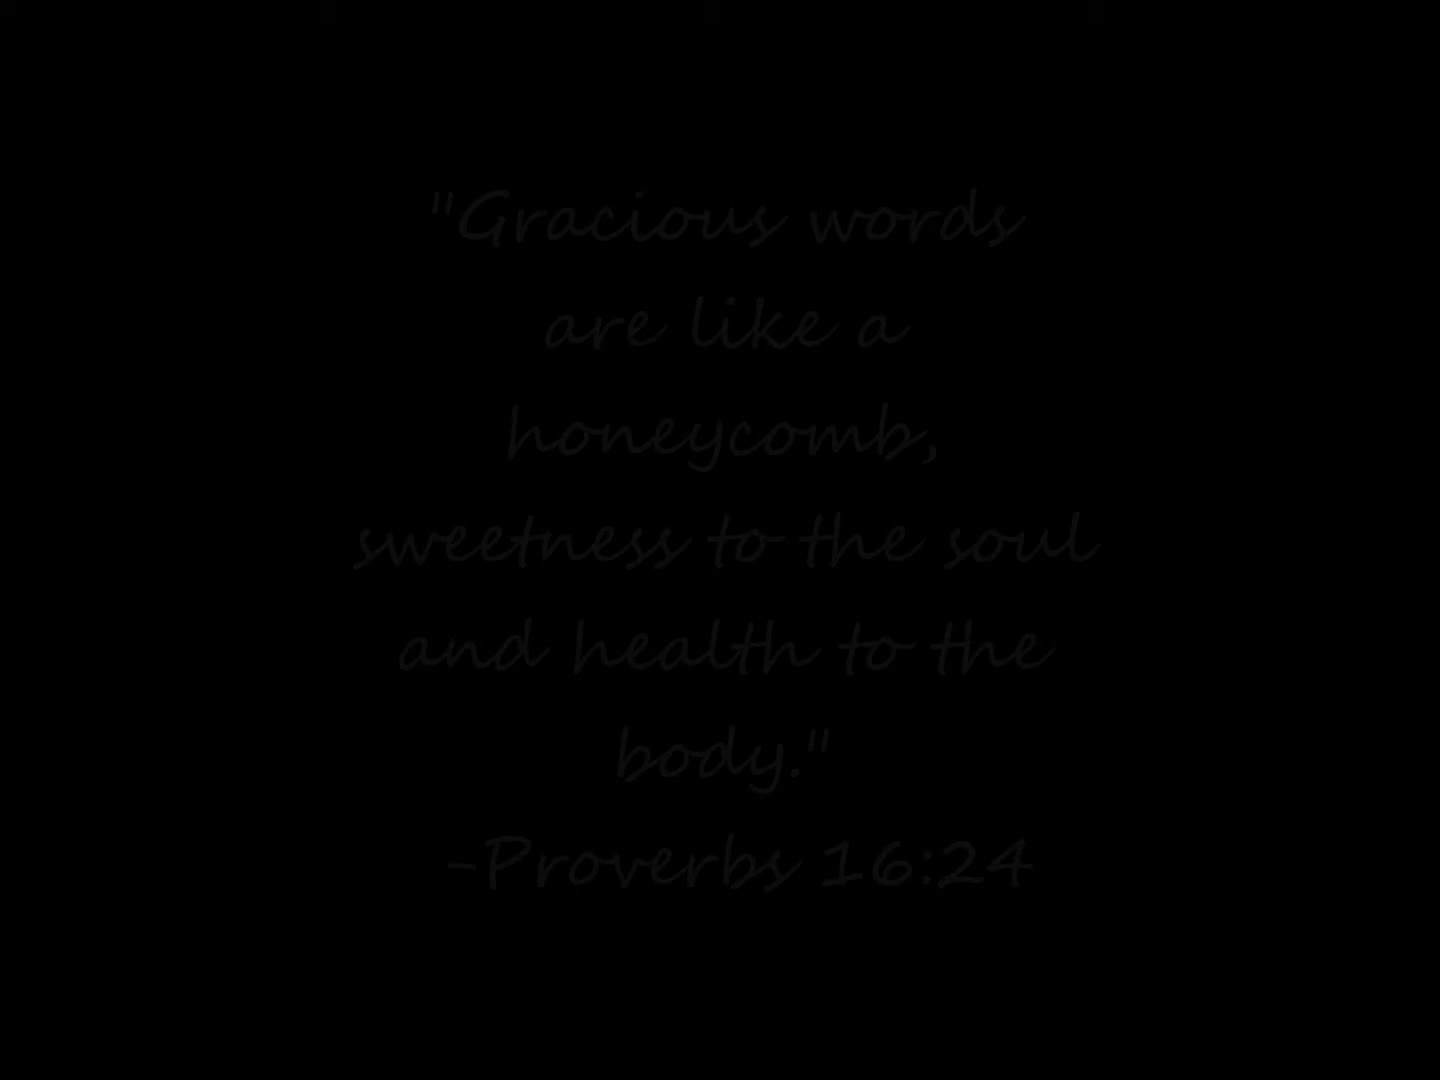 "Gracious words
are like a
honeycomb,
sweetness to the soul
and health to the
body."
-Proverbs 16:24